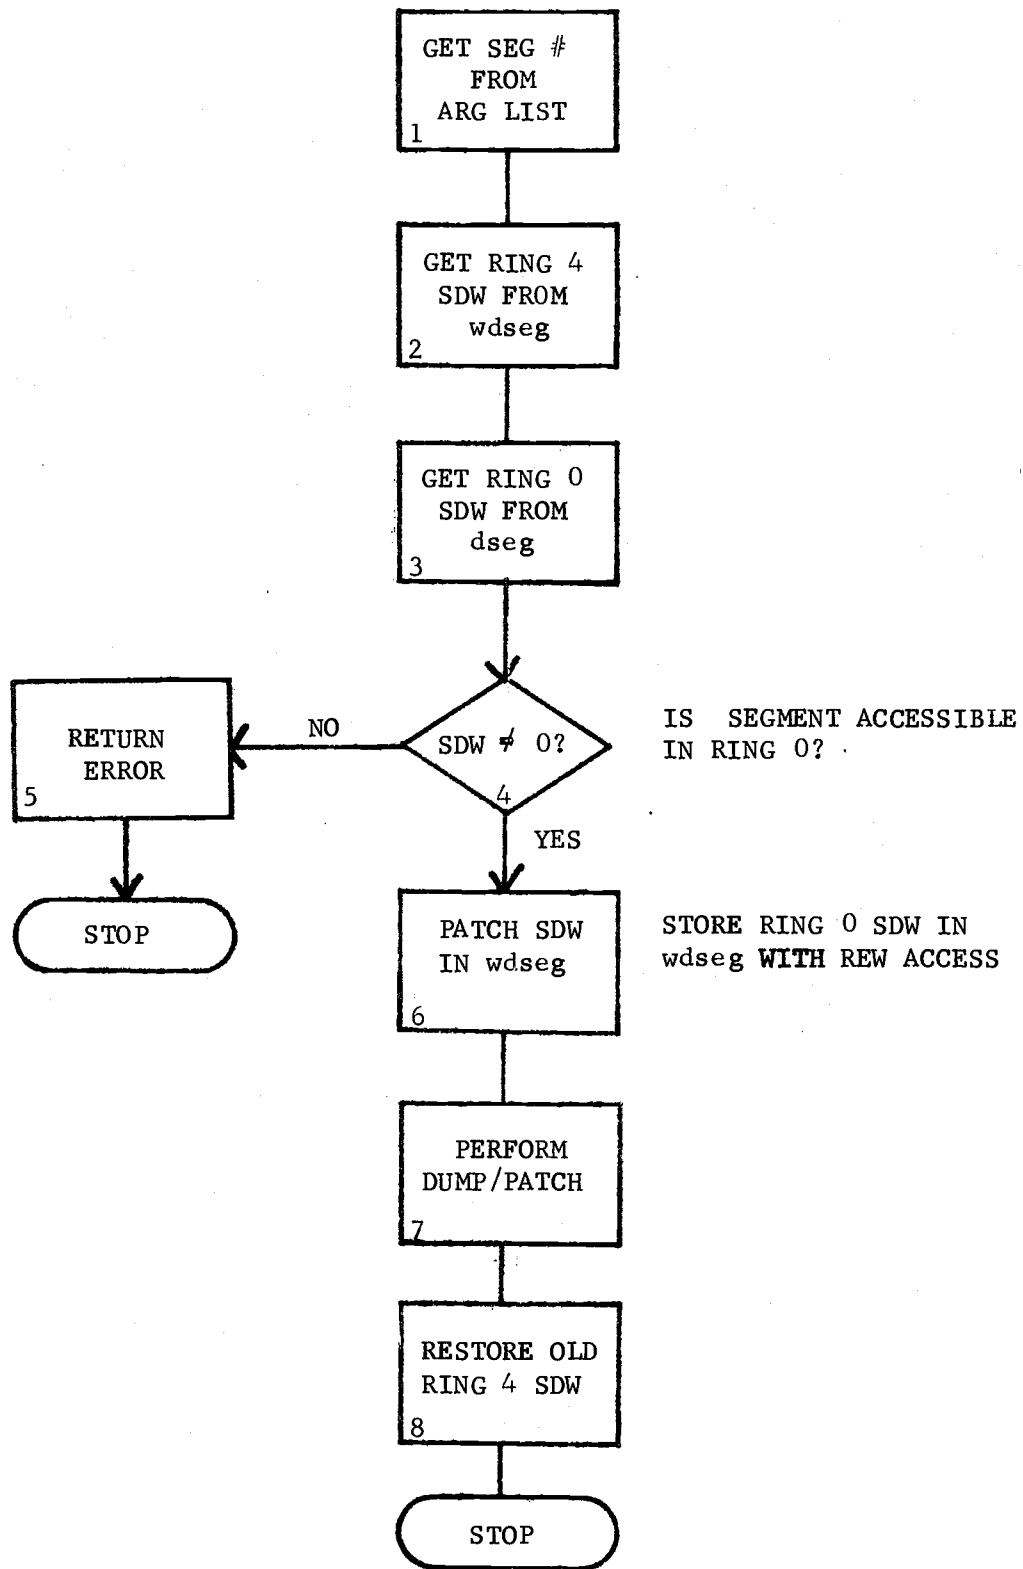 GET SEG #
FROM
ARG LIST
1
GET RING 4
SDW FROM
wdseg
2
GET RING 0
SDW FROM
dseg
3
SDW ≠ 0?
4
IS SEGMENT ACCESSIBLE
IN RING 0?
NO
RETURN
ERROR
5
STOP
YES
PATCH SDW
IN wdseg
6
STORE RING 0 SDW IN
wdseg WITH REW ACCESS
PERFORM
DUMP/PATCH
7
RESTORE OLD
RING 4 SDW
8
STOP